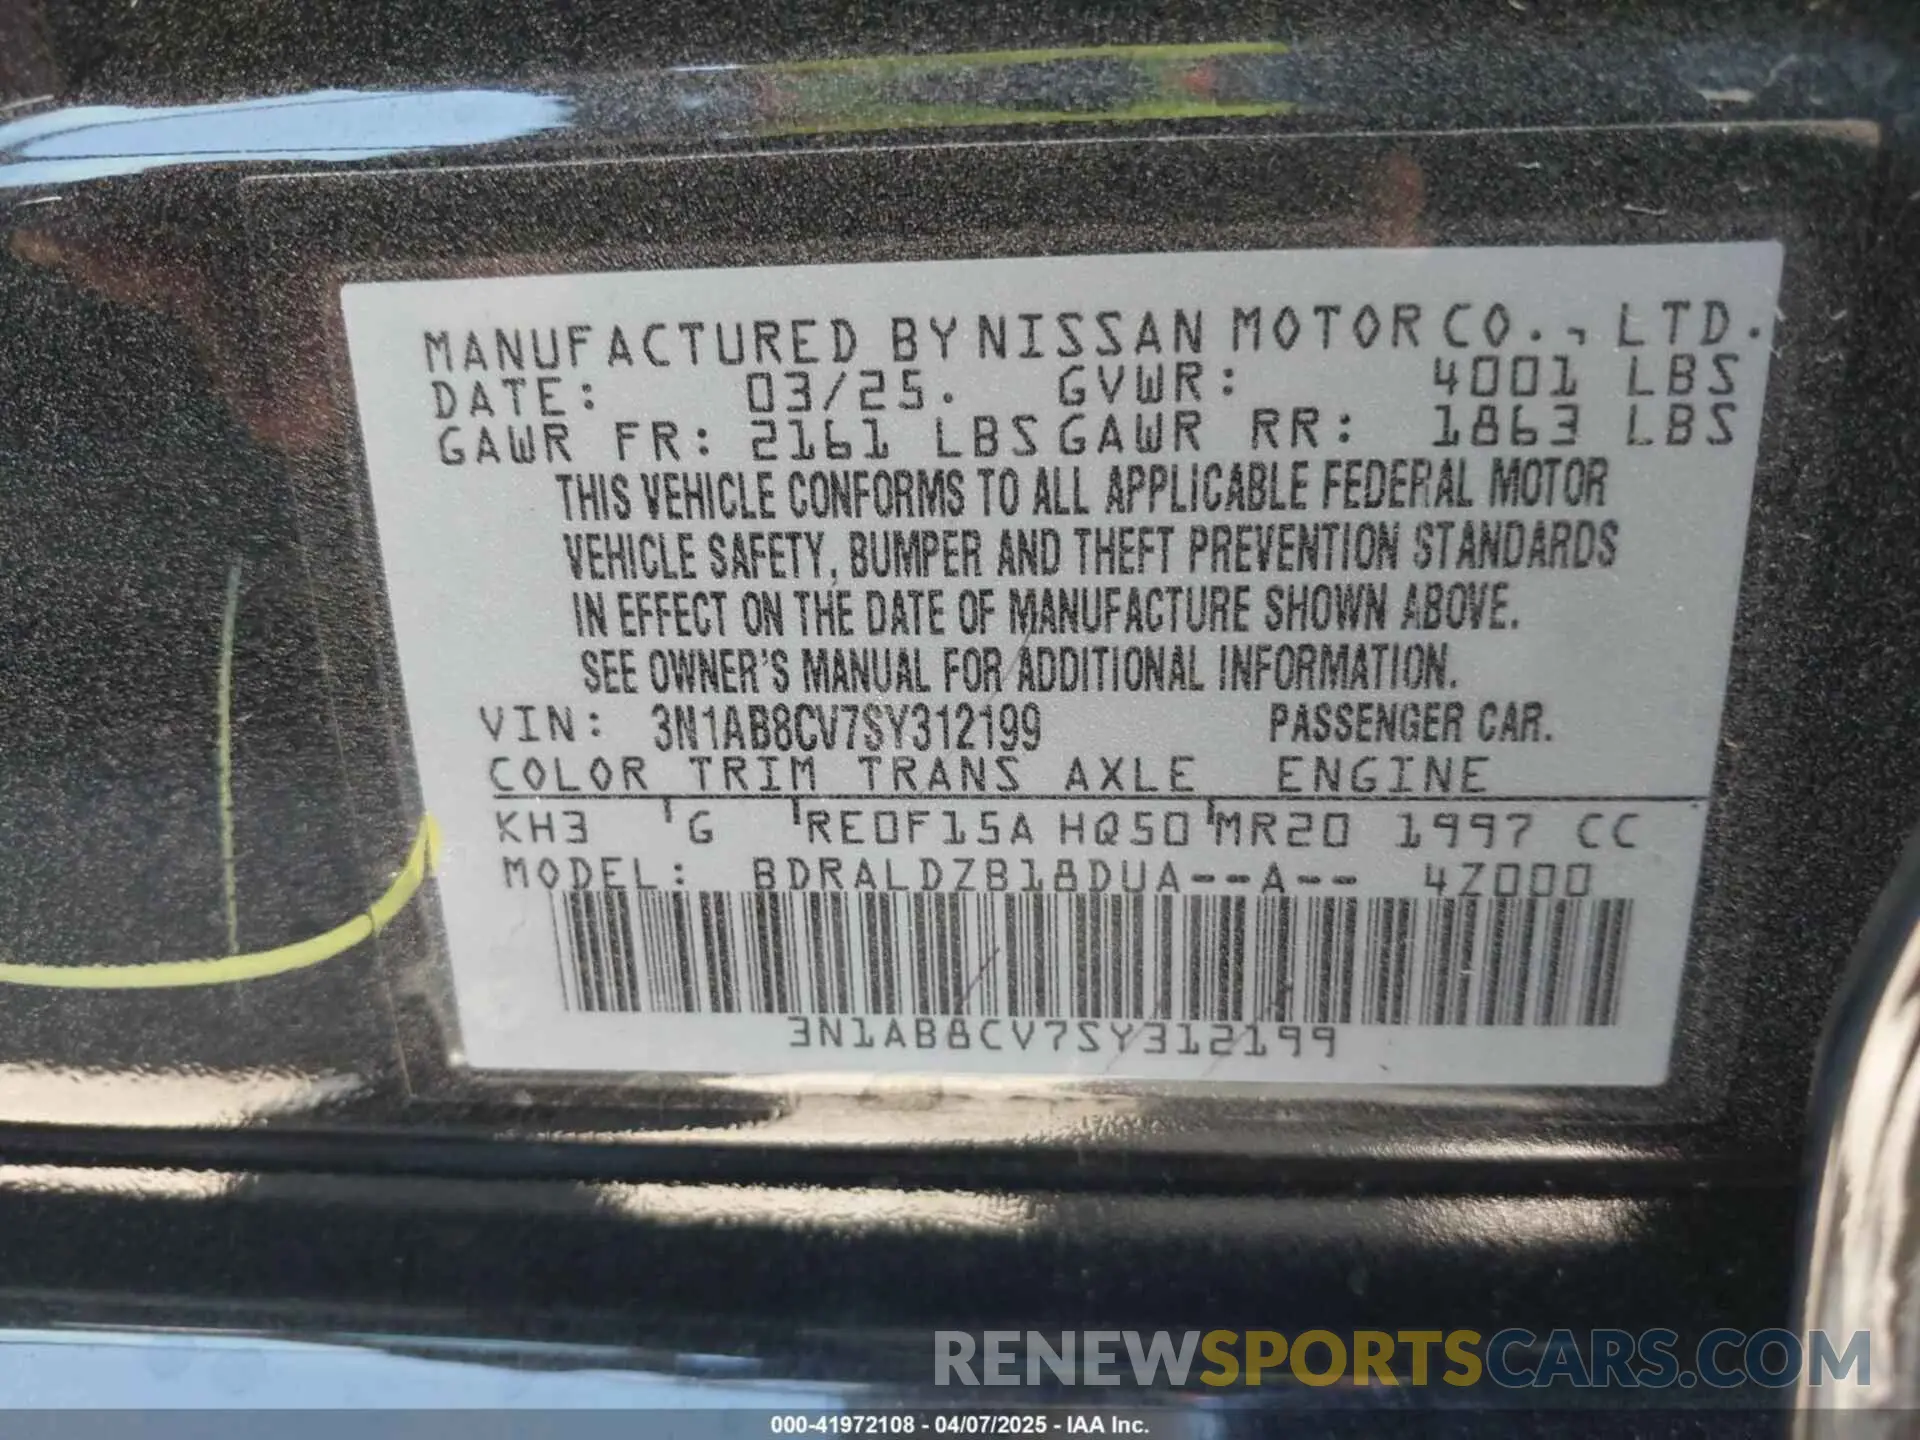 MANUFACTURED BY NISSAN MOTOR CO., LTD.
DATE: 03/25. GVWR: 4001 LBS
GAWR FR: 2161 LBS GAWR RR: 1863 LBS
THIS VEHICLE CONFORMS TO ALL APPLICABLE FEDERAL MOTOR
VEHICLE SAFETY, BUMPER AND THEFT PREVENTION STANDARDS
IN EFFECT ON THE DATE OF MANUFACTURE SHOWN ABOVE.
SEE OWNER'S MANUAL FOR ADDITIONAL INFORMATION.
VIN: 3N1AB8CV7SY312199 PASSENGER CAR.
COLOR TRIM TRANS AXLE ENGINE
KH3 G RE0F15A HQ50 MR20 1997 CC
MODEL: BDRALDZB18DUA--A-- 4Z000
3N1AB8CV7SY312199
RENEWSPORTSCARS.COM
000-41972108 - 04/07/2025 - IAA Inc.